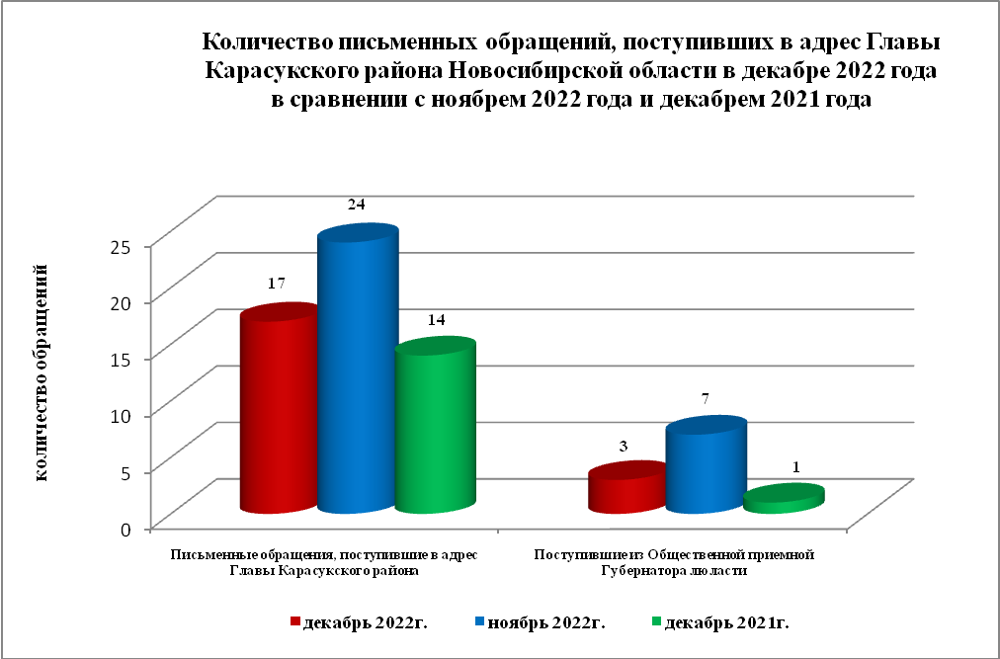 Количество письменных обращений, поступивших в адрес Главы
Карасукского района Новосибирской области в декабре 2022 года
в сравнении с ноябрем 2022 года и декабрем 2021 года
24
25
17
20
14
15
7
10
3
1
5
0
количество обращений
Письменные обращения, поступившие в адрес
Главы Карасукского района
Поступившие из Общественной приемной
Губернатора люласти
декабрь 2022г.
ноябрь 2022г.
декабрь 2021г.